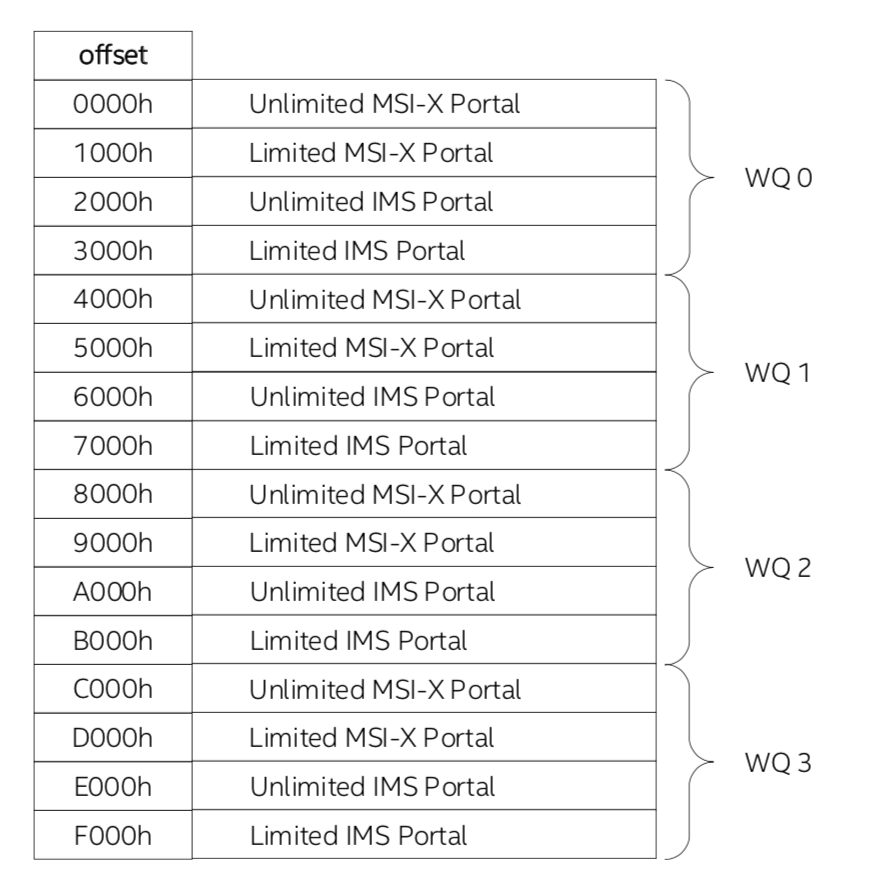 offset
0000h Unlimited MSI-X Portal
1000h Limited MSI-X Portal
WQ 0
2000h Unlimited IMS Portal
3000h Limited IMS Portal
4000h Unlimited MSI-X Portal
5000h Limited MSI-X Portal
WQ 1
6000h Unlimited IMS Portal
7000h Limited IMS Portal
8000h Unlimited MSI-X Portal
9000h Limited MSI-X Portal
WQ 2
A000h Unlimited IMS Portal
B000h Limited IMS Portal
C000h Unlimited MSI-X Portal
D000h Limited MSI-X Portal
WQ 3
E000h Unlimited IMS Portal
F000h Limited IMS Portal